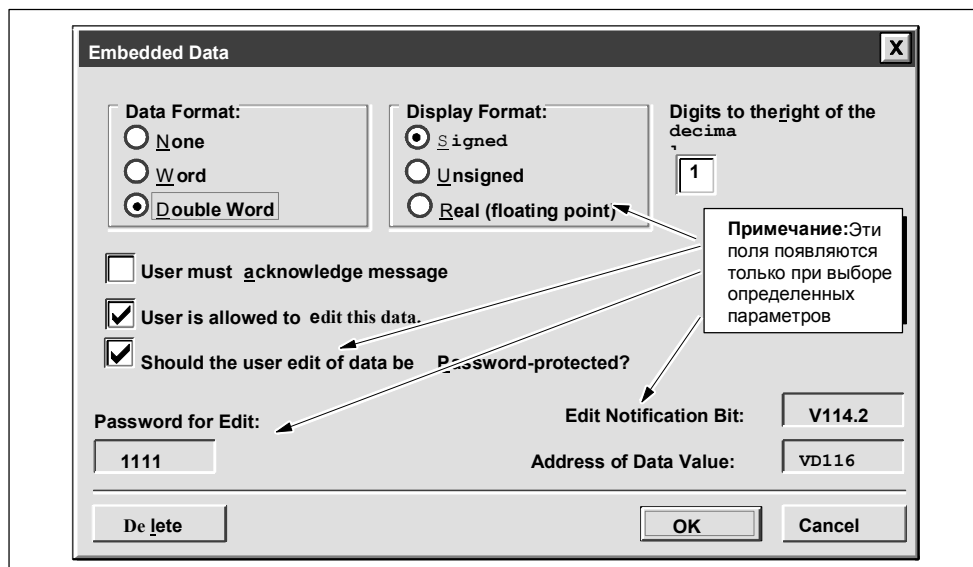 Embedded Data
X
Data Format:
None
Word
Double Word
Display Format:
Signed
Unsigned
Real (floating point)
Digits to theright of the
decima
1
Примечание:Эти
поля появляются
только при выборе
определенных
параметров
User must acknowledge message
User is allowed to edit this data.
Should the user edit of data be Password-protected?
Password for Edit:
1111
Edit Notification Bit:
V114.2
Address of Data Value:
VD116
De lete
OK
Cancel